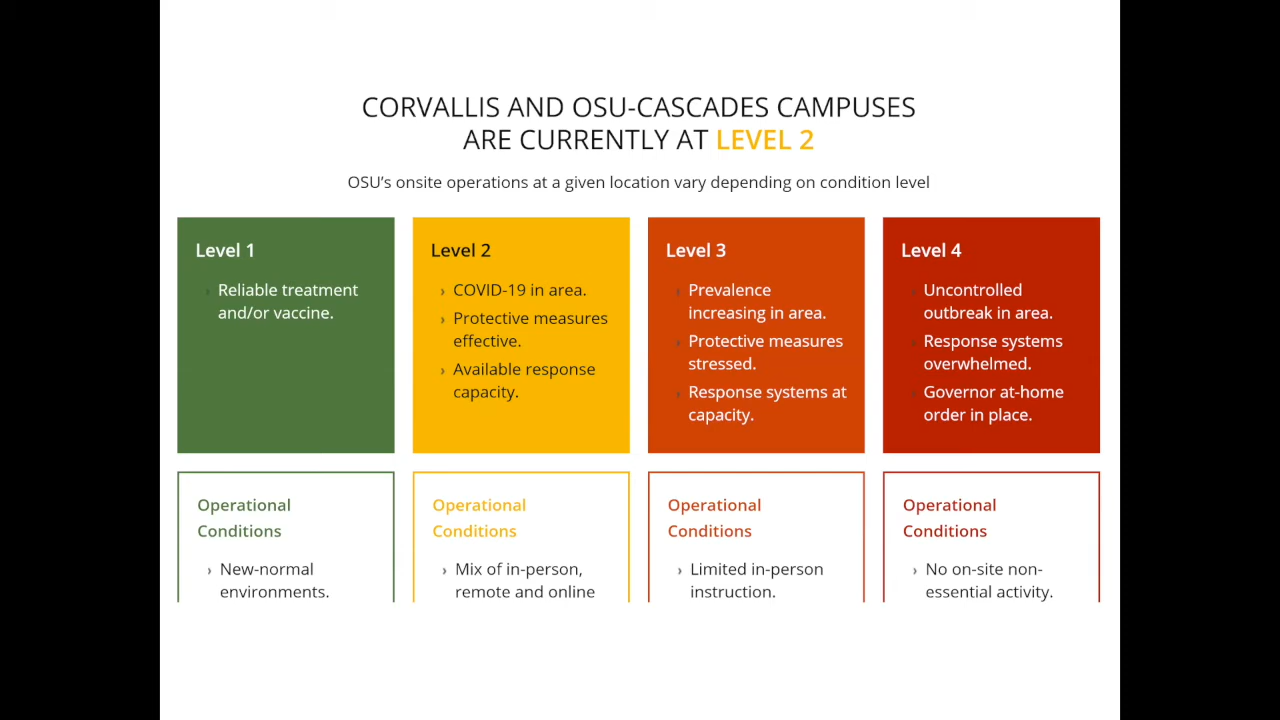 CORVALLIS AND OSU-CASCADES CAMPUSES
ARE CURRENTLY AT LEVEL 2
OSU's onsite operations at a given location vary depending on condition level
Level 1
› Reliable treatment
and/or vaccine.
Level 2
› COVID-19 in area.
› Protective measures
effective.
› Available response
capacity.
Level 3
› Prevalence
increasing in area.
› Protective measures
stressed.
› Response systems at
capacity.
Level 4
› Uncontrolled
outbreak in area.
› Response systems
overwhelmed.
› Governor at-home
order in place.
Operational
Conditions
› New-normal
environments.
Operational
Conditions
› Mix of in-person,
remote and online
Operational
Conditions
› Limited in-person
instruction.
Operational
Conditions
› No on-site non-
essential activity.